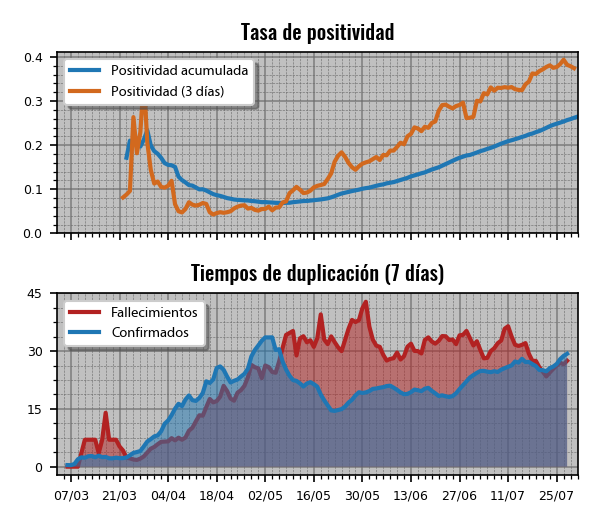 Tasa de positividad
0.4
0.3
0.2
0.1
0.0
Positividad acumulada
Positividad (3 días)
Tiempos de duplicación (7 días)
45
30
15
0
Fallecimientos
Confirmados
07/03 21/03 04/04 18/04 02/05 16/05 30/05 13/06 27/06 11/07 25/07